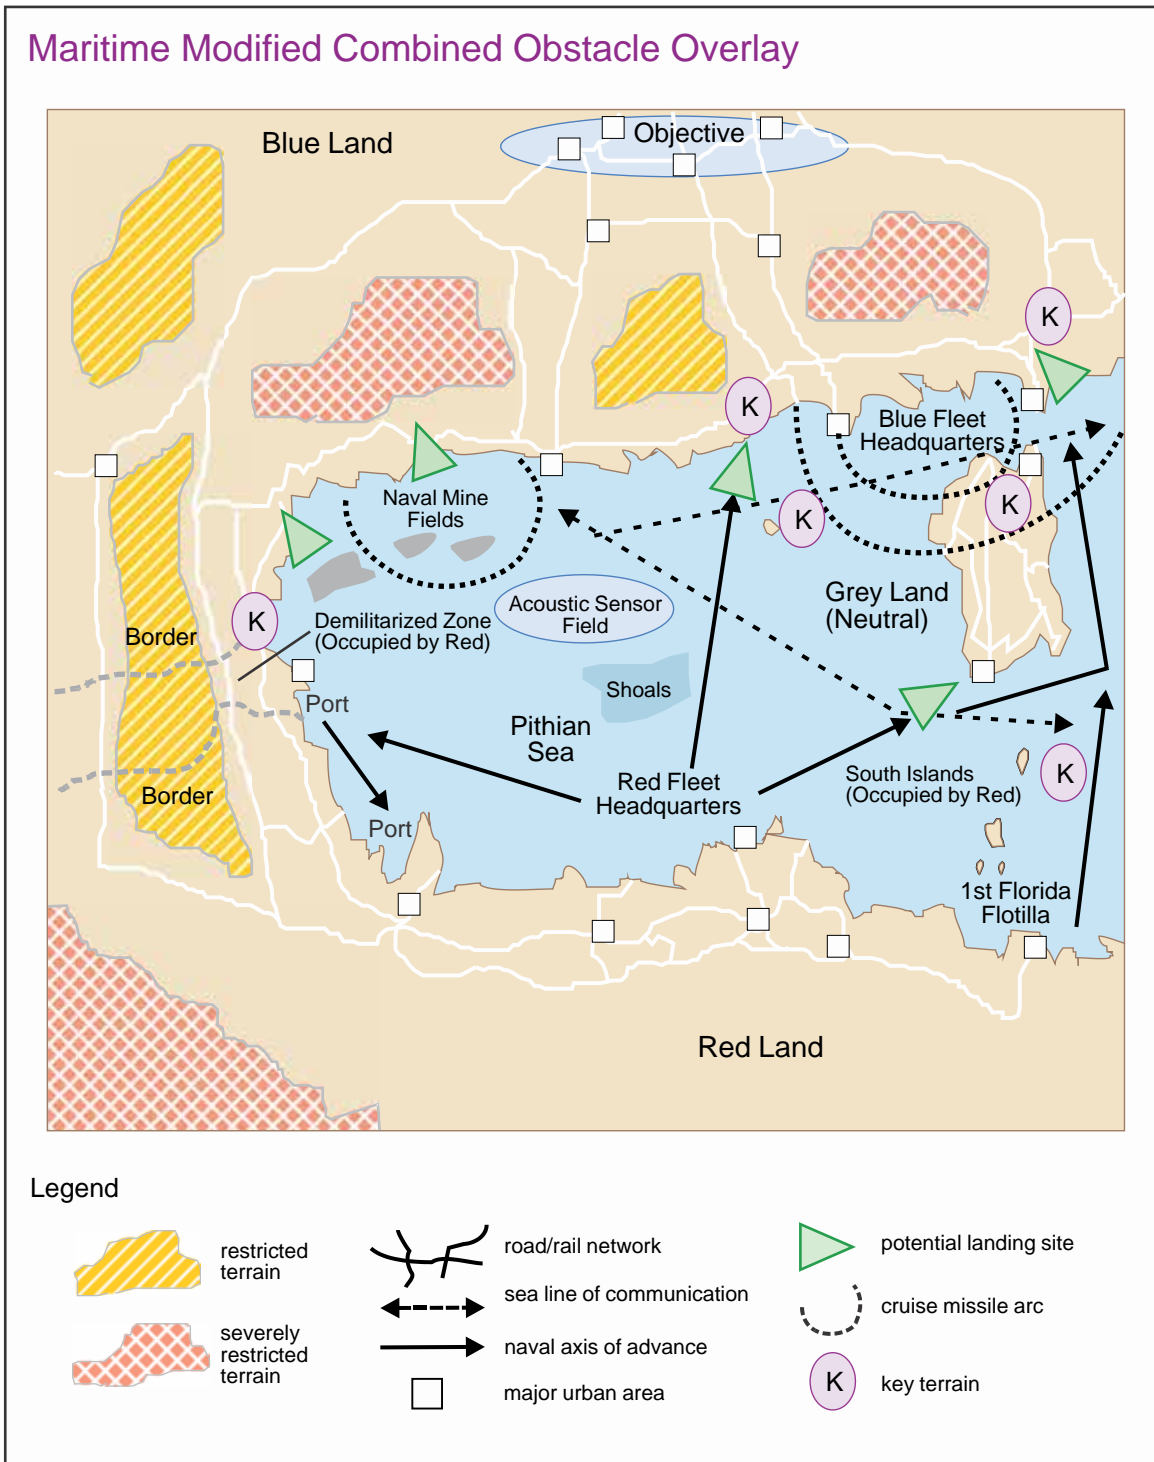 Maritime Modified Combined Obstacle Overlay
Blue Land
Objective
K
K
Blue Fleet
Headquarters
Naval Mine
Fields
K
K
Acoustic Sensor
Field
Grey Land
(Neutral)
K
Demilitarized Zone
(Occupied by Red)
Border
Shoals
Port
Pithian
Sea
Red Fleet
Headquarters
South Islands
(Occupied by Red)
K
Border
Port
1st Florida
Flotilla
Red Land
Legend
restricted
terrain
severely
restricted
terrain
road/rail network
sea line of communication
naval axis of advance
major urban area
potential landing site
cruise missile arc
K
key terrain